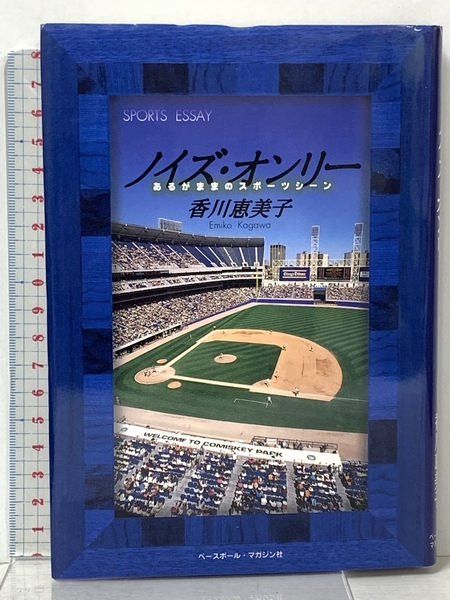 SPORTS ESSAY
ノイズ・オンリー
あるがままのスポーツシーン
香川恵美子
Emiko Kagawa
Chicago Tribune
WELCOME TO COMISKEY PARK
ベースボール・マガジン社